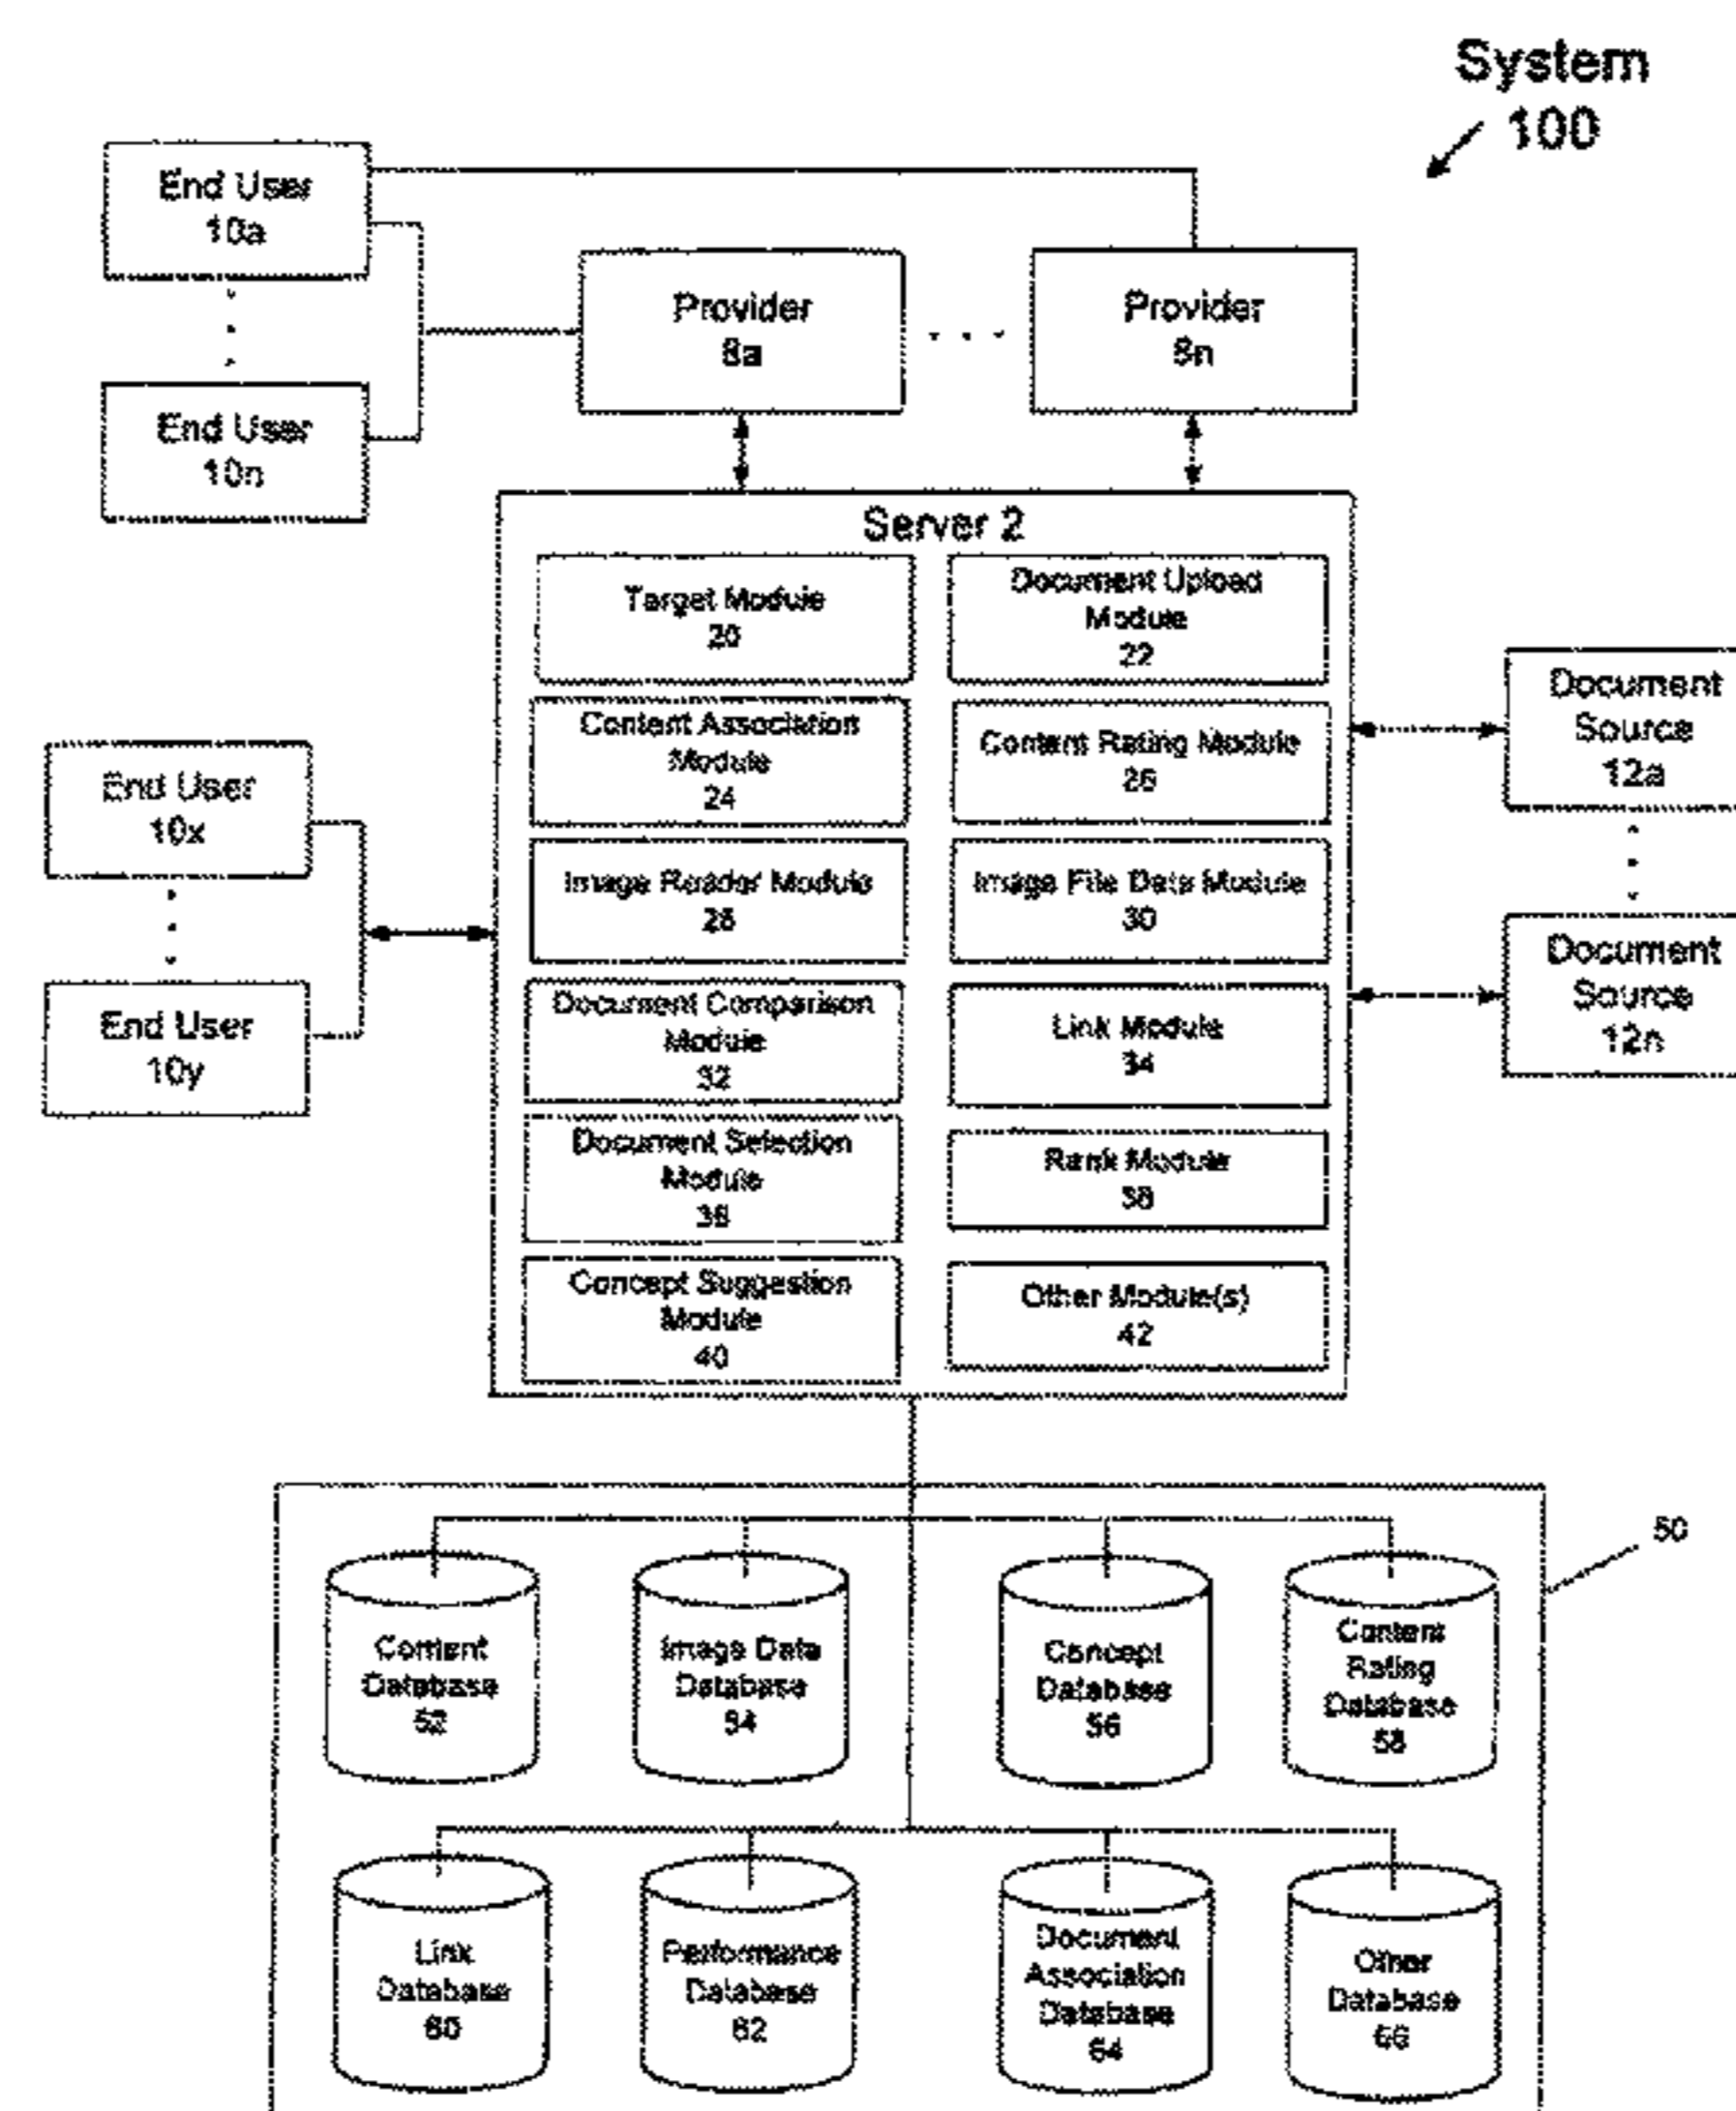 System
100
End User
10a
End User
10n
Provider
8a
. . .
Provider
8n
Server 2
Target Module
20
Document Upload
Module
22
Content Association
Module
24
Content Rating Module
26
Image Reader Module
28
Image File Data Module
30
Document Comparison
Module
32
Link Module
34
Document Selection
Module
36
Rank Module
38
Concept Suggestion
Module
40
Other Module(s)
42
End User
10x
End User
10y
Document
Source
12a
Document
Source
12n
50
Content
Database
52
Image Data
Database
54
Concept
Database
56
Content
Rating
Database
58
Link
Database
60
Performance
Database
62
Document
Association
Database
64
Other
Database
66